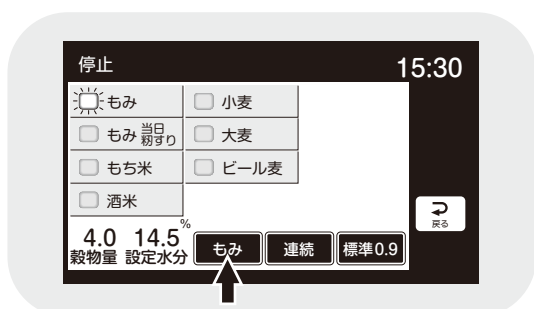 停止 15:30
もみ 小麦
もみ 当日籾すり 大麦
もち米 ビール麦
酒米
戻る
4.0 14.5%
穀物量 設定水分
もみ 連続 標準0.9